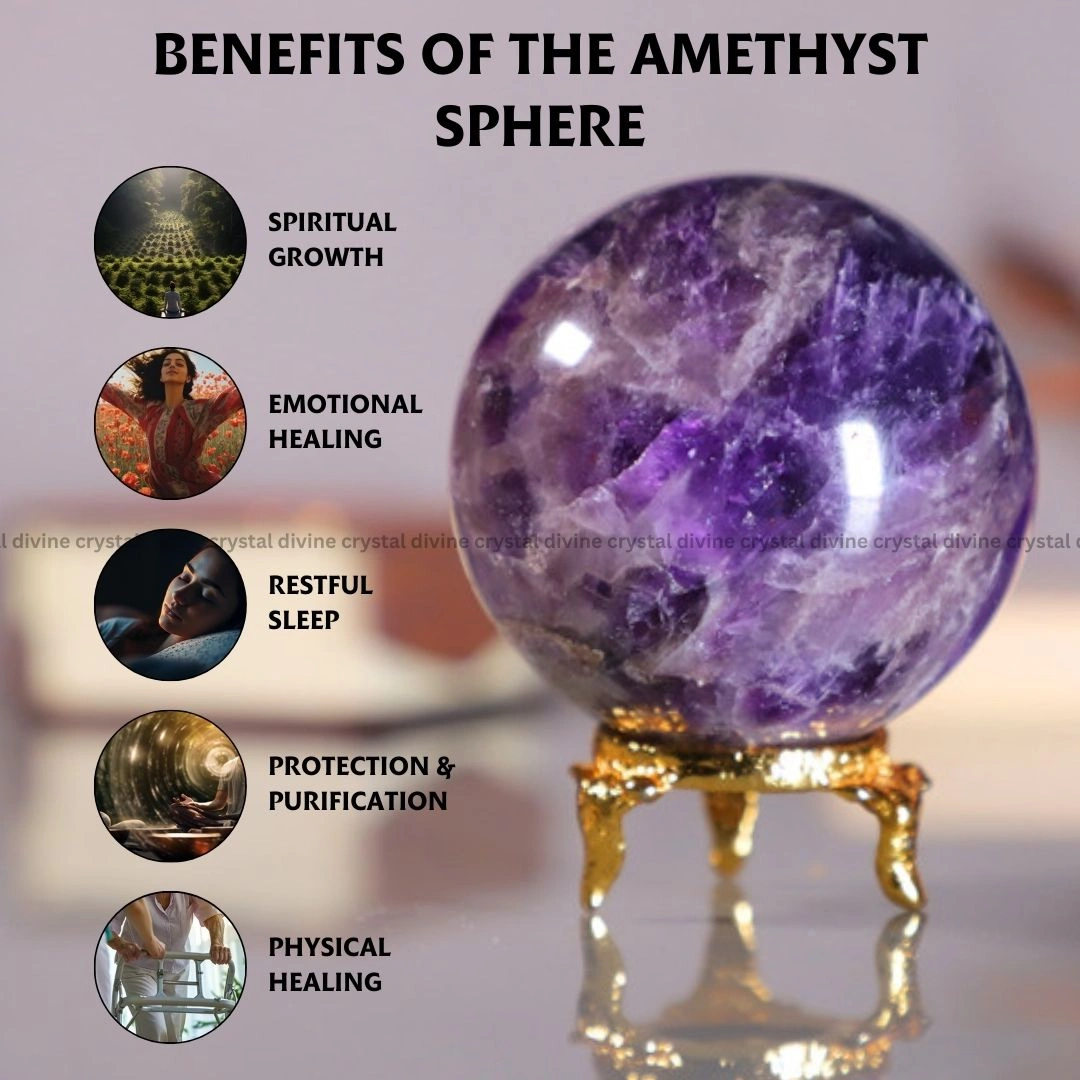 BENEFITS OF THE AMETHYST
SPHERE
SPIRITUAL
GROWTH
EMOTIONAL
HEALING
divine crystal crystal divine crystal divine crystal divine crystal divine crystal divine crystal
RESTFUL
SLEEP
PROTECTION &
PURIFICATION
PHYSICAL
HEALING